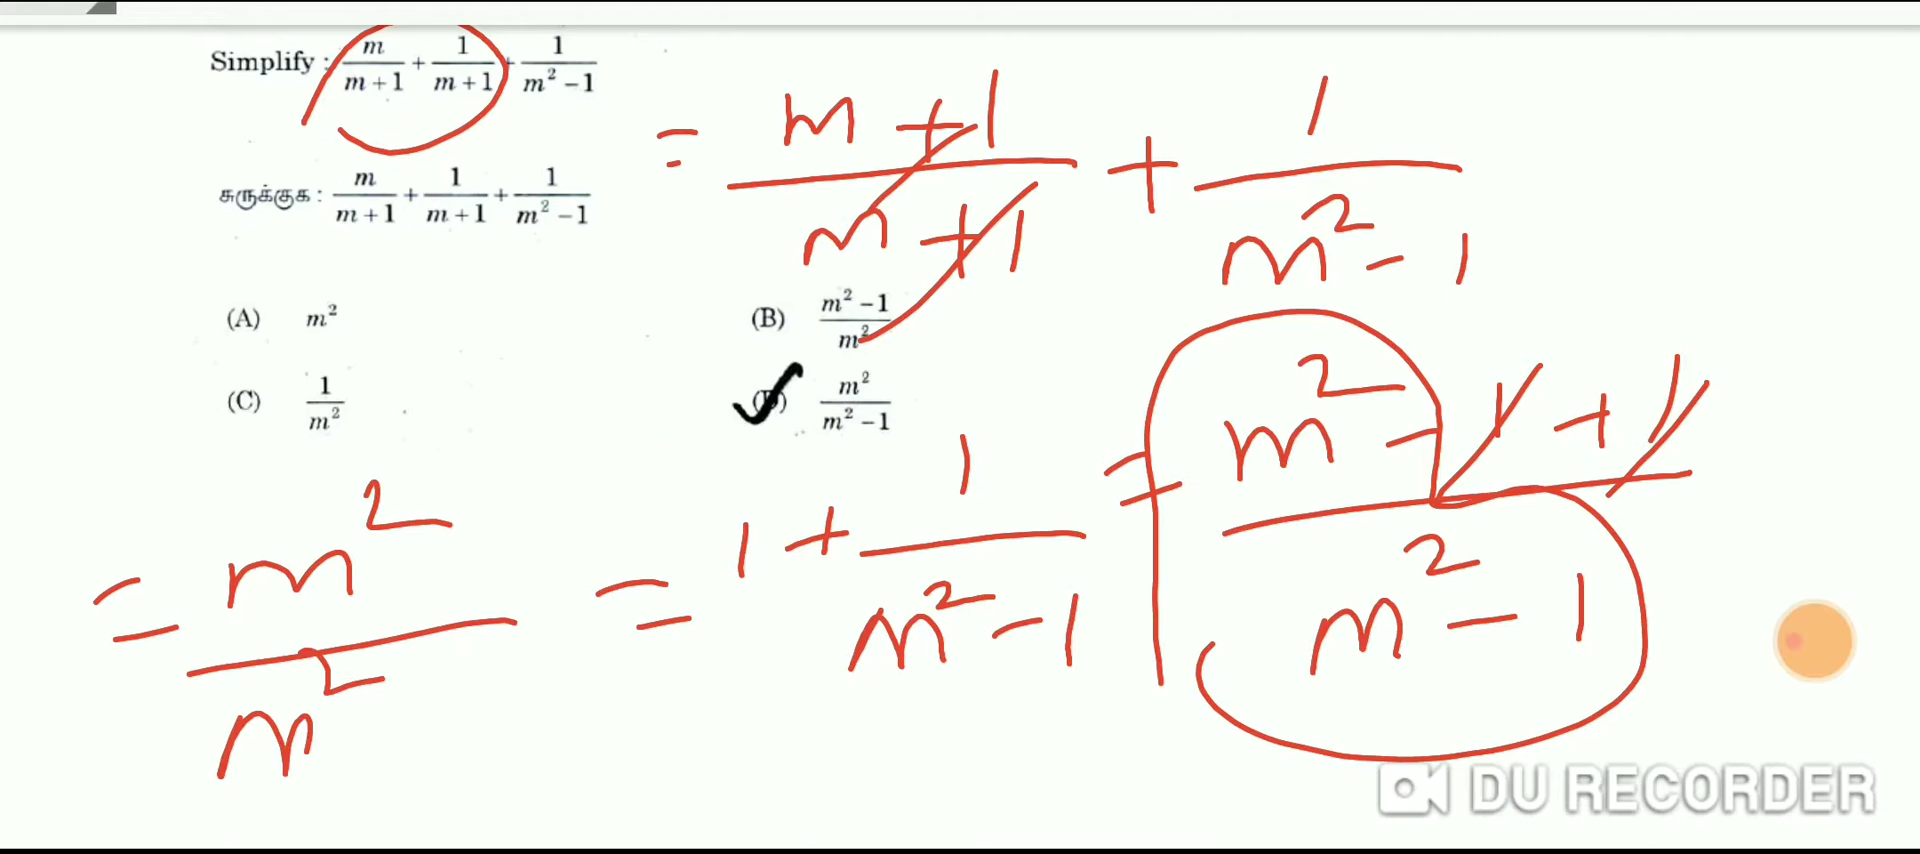 Simplify : m/(m+1) + 1/(m+1) + 1/(m² −1)
சுருக்குக : m/(m+1) + 1/(m+1) + 1/(m² −1)
= (m + 1)/(m + 1) + 1/(m² − 1)
(A) m²
(B) (m² −1)/m²
(C) 1/m²
(D) m²/(m² −1)
= 1 + 1/(m² − 1)
= (m² − 1 + 1)/(m² − 1)
= m²/m²
DU RECORDER